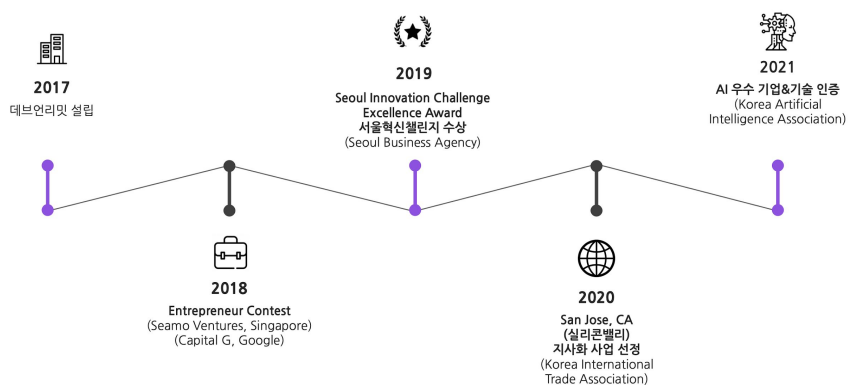 2017
데브언리밋 설립
2018
Entrepreneur Contest
(Seamo Ventures, Singapore)
(Capital G, Google)
2019
Seoul Innovation Challenge
Excellence Award
서울혁신챌린지 수상
(Seoul Business Agency)
2020
San Jose, CA
(실리콘밸리)
지사화 사업 선정
(Korea International
Trade Association)
2021
AI 우수 기업&기술 인증
(Korea Artificial
Intelligence Association)